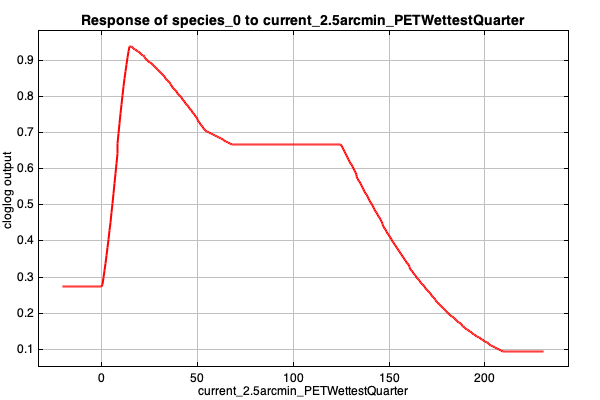 Response of species_0 to current_2.5arcmin_PETWettestQuarter
cloglog output
0.9
0.8
0.7
0.6
0.5
0.4
0.3
0.2
0.1
0 50 100 150 200
current_2.5arcmin_PETWettestQuarter